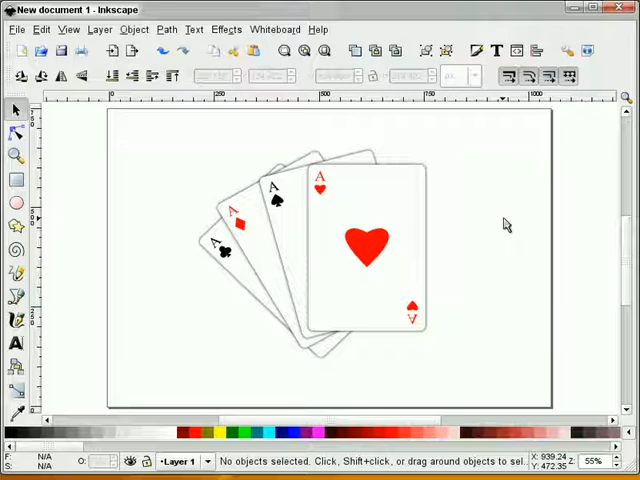 New document 1 - Inkscape
File Edit View Layer Object Path Text Effects Whiteboard Help
0 250 500 750 1000
A
A
A
A
A
A
F: N/A
S: N/A
O:
Layer 1
No objects selected. Click, Shift+click, or drag around objects to sel...
X: 939.24
Y: 472.35
Z: 55%